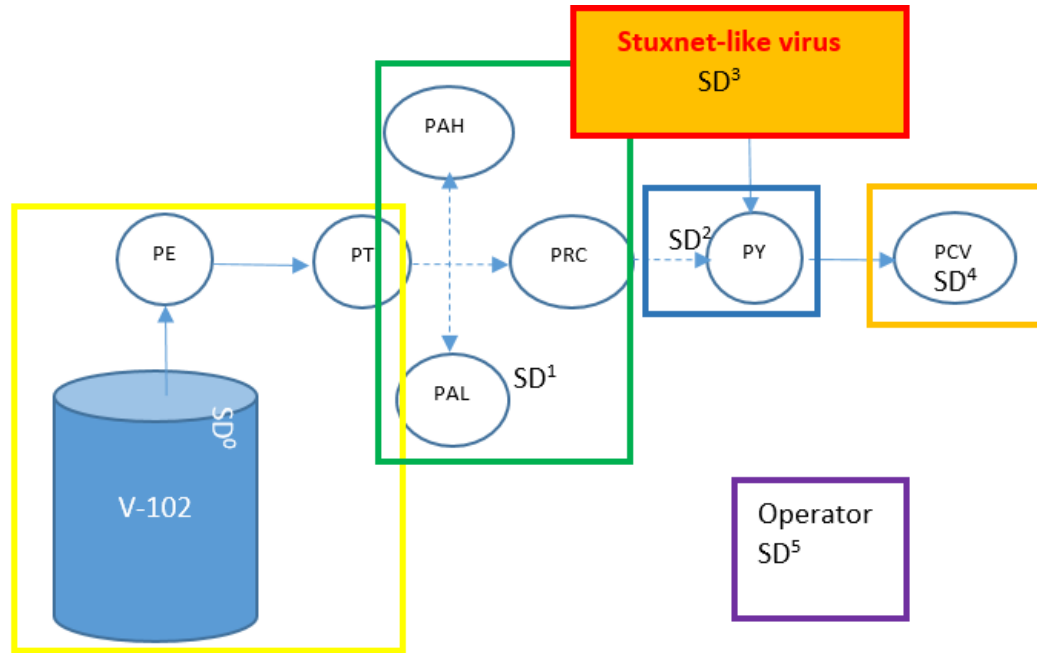 Stuxnet-like virus
SD³
PAH
PE
PT
PRC
SD²
PY
PCV
SD⁴
PAL
SD¹
SD⁰
V-102
Operator
SD⁵